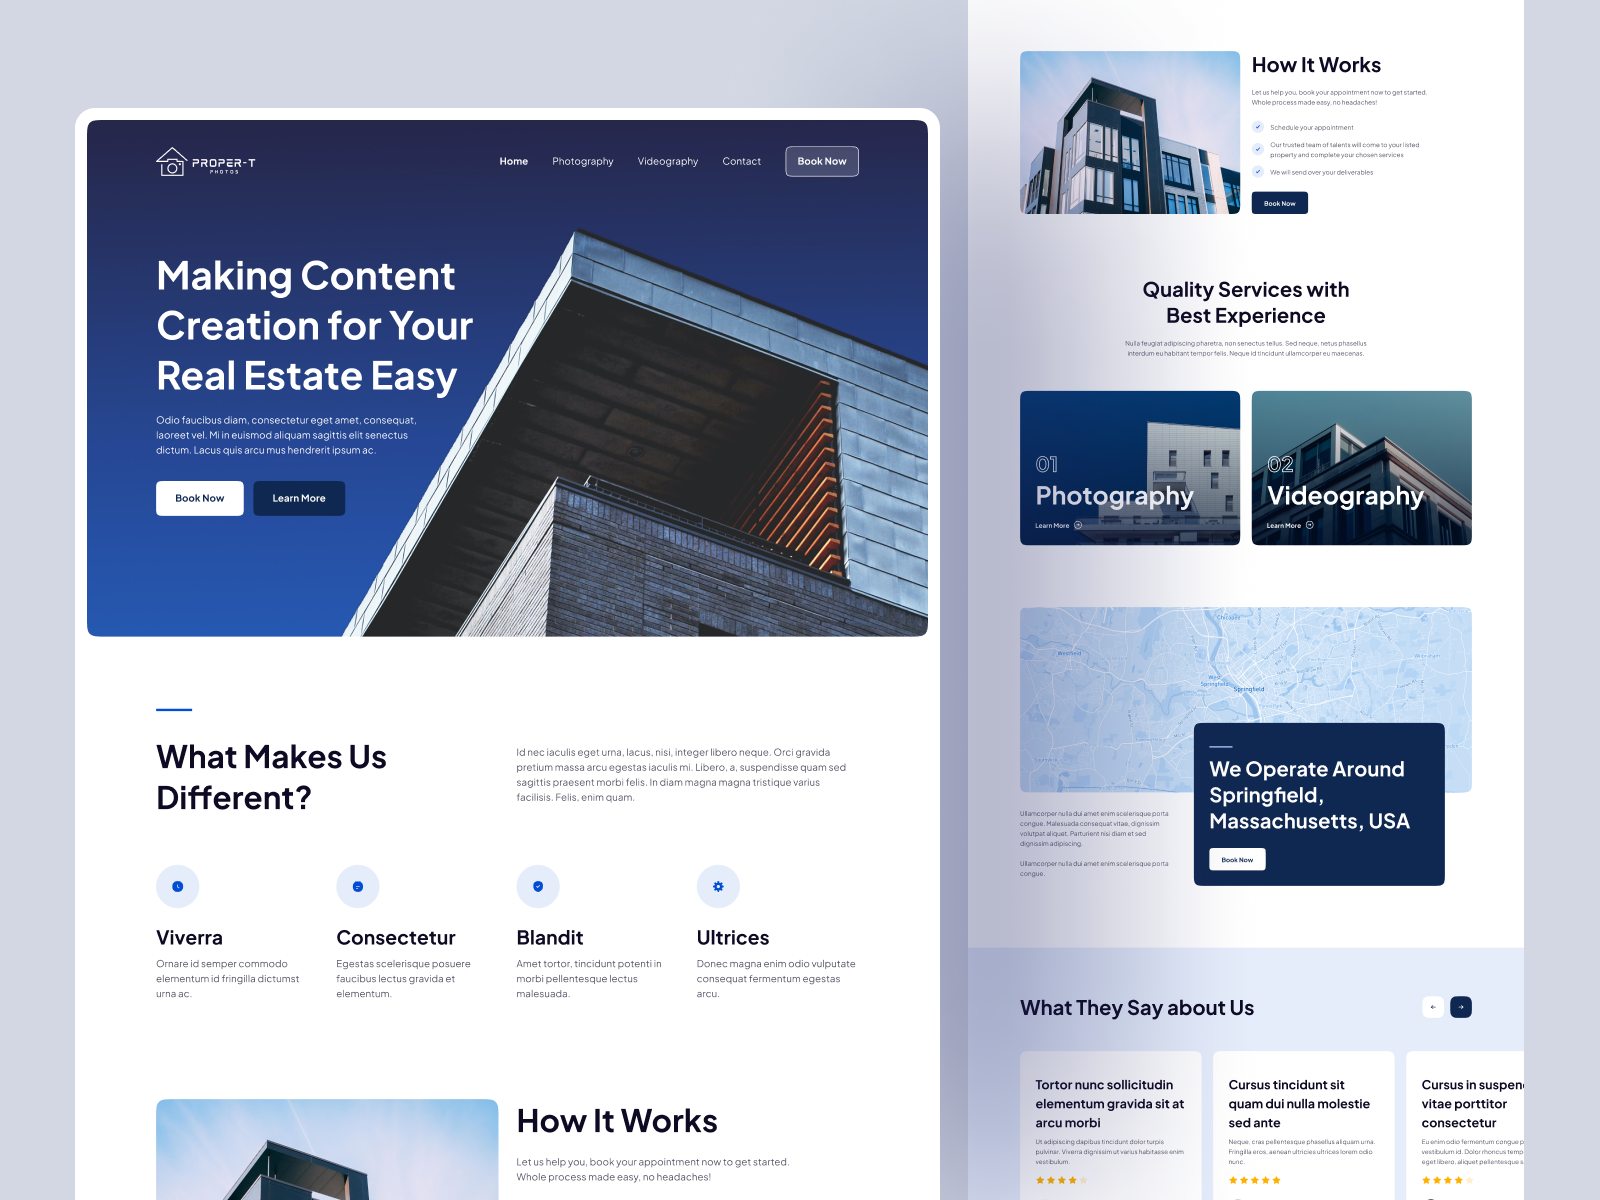 PROPER-T
PHOTOS
Home
Photography
Videography
Contact
Book Now
Making Content
Creation for Your
Real Estate Easy
Odio faucibus diam, consectetur eget amet, consequat,
laoreet vel. Mi in euismod aliquam sagittis elit senectus
dictum. Lacus quis arcu mus hendrerit ipsum ac.
Book Now
Learn More
What Makes Us
Different?
Id nec iaculis eget urna, lacus, nisi, integer libero neque. Orci gravida
pretium massa arcu egestas iaculis mi. Libero, a, suspendisse quam sed
sagittis praesent morbi felis. In diam magna magna tristique varius
facilisis. Felis, enim quam.
Viverra
Ornare id semper commodo
elementum id fringilla dictumst
urna ac.
Consectetur
Egestas scelerisque posuere
faucibus lectus gravida et
elementum.
Blandit
Amet tortor, tincidunt potenti in
morbi pellentesque lectus
malesuada.
Ultrices
Donec magna enim odio vulputate
consequat fermentum egestas
arcu.
How It Works
Let us help you, book your appointment now to get started.
Whole process made easy, no headaches!
How It Works
Let us help you, book your appointment now to get started.
Whole process made easy, no headaches!
Schedule your appointment
Our trusted team of talents will come to your listed
property and complete your chosen services
We will send over your deliverables
Book Now
Quality Services with
Best Experience
Nulla feugiat adipiscing pharetra, non senectus tellus. Sed neque, netus phasellus
interdum eu habitant tempor felis. Neque id tincidunt ullamcorper eu maecenas.
01
Photography
Learn More
02
Videography
Learn More
Chicopee
Westfield
West
Springfield
Springfield
We Operate Around
Springfield,
Massachusetts, USA
Book Now
Ullamcorper nulla dui amet enim scelerisque porta
congue. Malesuada consequat vitae, dignissim
volutpat aliquet. Parturient nisi diam et sed
dignissim adipiscing.
Ullamcorper nulla dui amet enim scelerisque porta
congue.
What They Say about Us
Tortor nunc sollicitudin
elementum gravida sit at
arcu morbi
Ut adipiscing dapibus tincidunt dolor turpis
pulvinar. Viverra dignissim ut varius habitasse enim
vestibulum.
Cursus tincidunt sit
quam dui nulla molestie
sed ante
Neque, cras pellentesque phasellus aliquam urna.
Fringilla eros, aenean ultricies ultrices lorem odio
nunc.
Cursus in suspen
vitae porttitor
consectetur
Eu enim odio fermentum congue p
vestibulum id. Dolor rhoncus temp
eget libero, aliquet pellentesque s